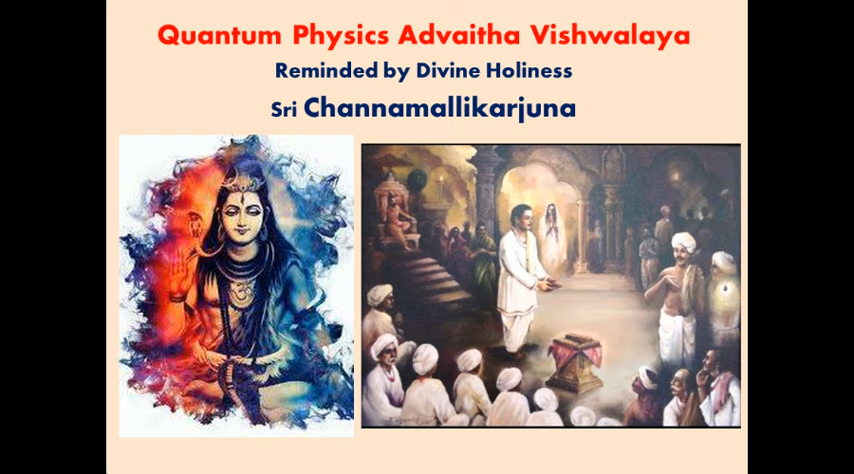 Quantum Physics Advaitha Vishwalaya
Reminded by Divine Holiness
Sri Channamallikarjuna